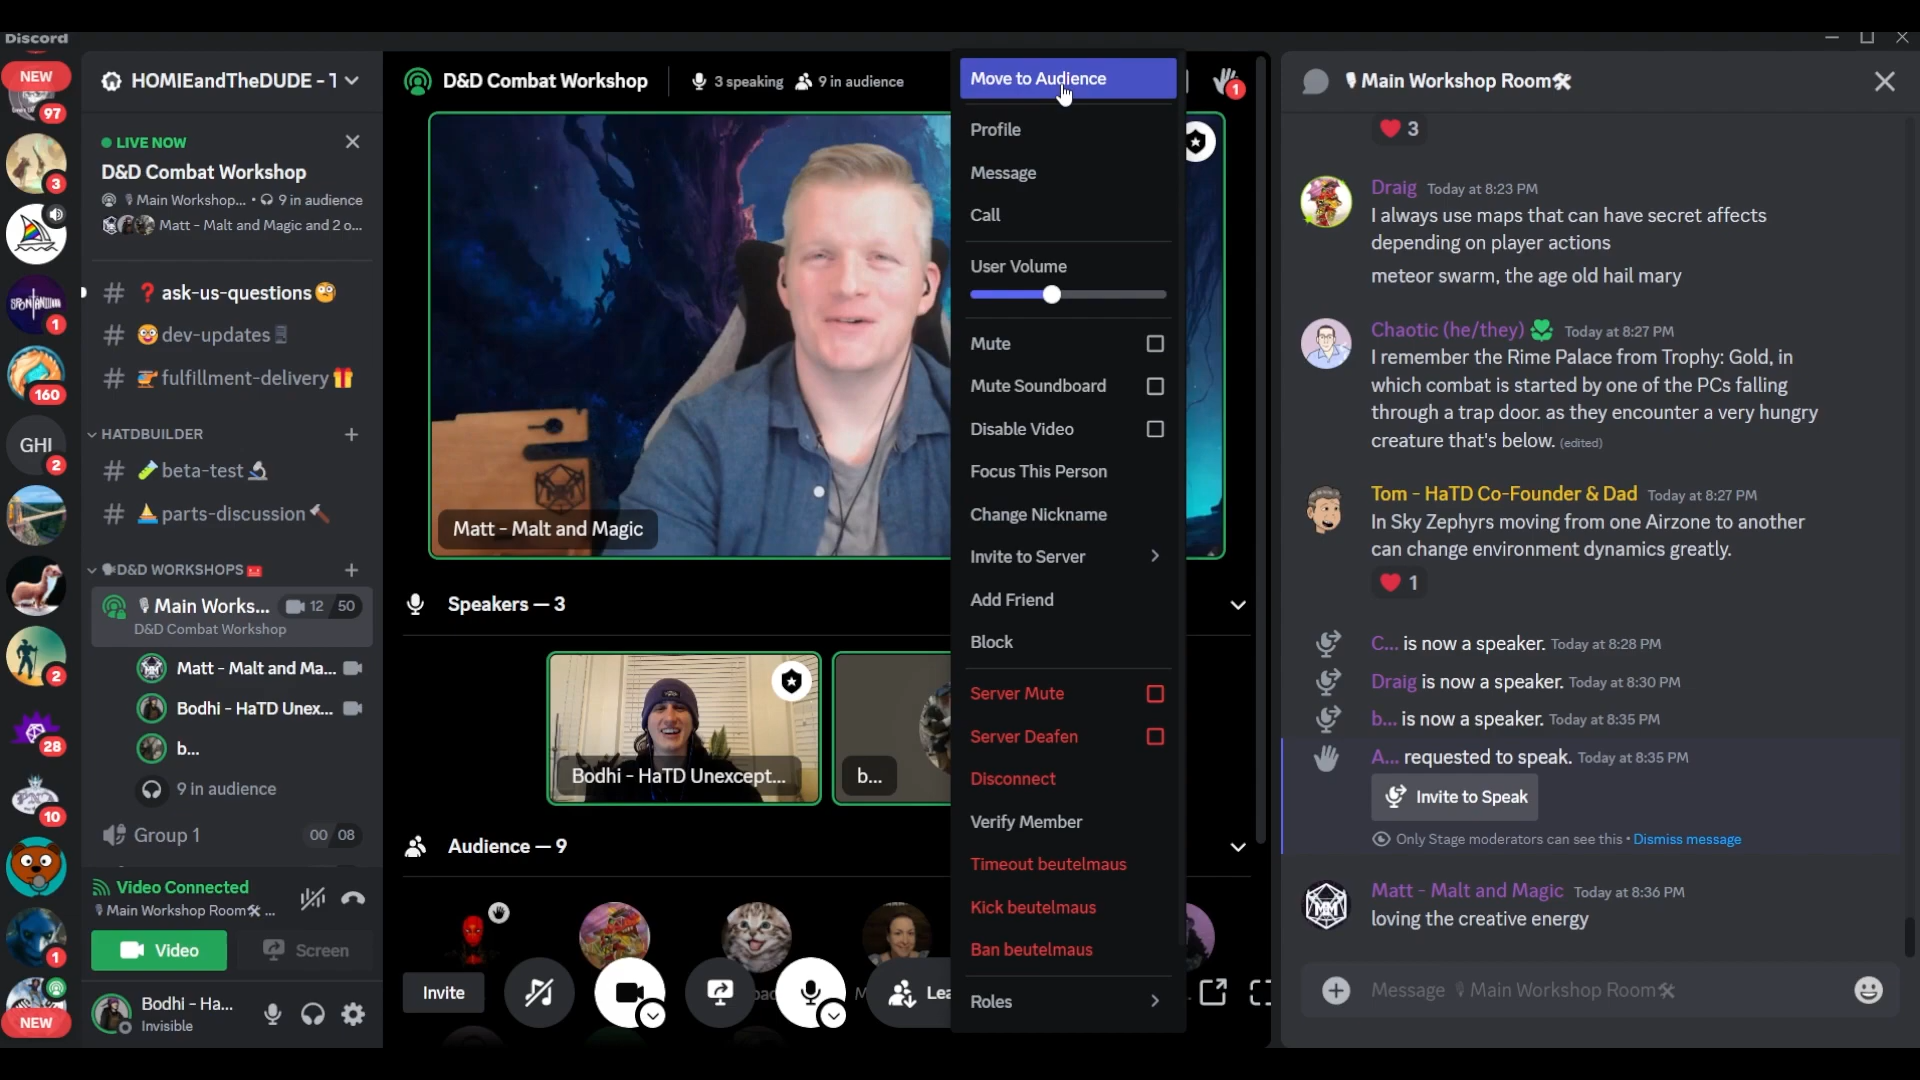 Discord
NEW
97
3
SPONTANIMM
1
160
GHI
2
2
28
10
1
NEW
HOMIEandTheDUDE - T
LIVE NOW
D&D Combat Workshop
🎙Main Workshop... • 9 in audience
Matt - Malt and Magic and 2 o...
# ❓ask-us-questions🧐
# 🤓dev-updates📱
# 🚁fulfillment-delivery🎁
HATDBUILDER
# 🧪beta-test🔬
# ⛵parts-discussion🔨
🗣D&D WORKSHOPS🧰
🎙Main Works... 12 50
D&D Combat Workshop
Matt - Malt and Ma...
Bodhi - HaTD Unex...
b...
9 in audience
Group 1 00 08
Video Connected
🎙Main Workshop Room🛠 ...
Video
Screen
Bodhi - Ha...
Invisible
D&D Combat Workshop
3 speaking
9 in audience
1
Matt - Malt and Magic
Speakers — 3
Bodhi - HaTD Unexcept...
b...
Audience — 9
Invite
Lea
Move to Audience
Profile
Message
Call
User Volume
Mute
Mute Soundboard
Disable Video
Focus This Person
Change Nickname
Invite to Server
Add Friend
Block
Server Mute
Server Deafen
Disconnect
Verify Member
Timeout beutelmaus
Kick beutelmaus
Ban beutelmaus
Roles
🎙Main Workshop Room🛠
❤️ 3
Draig Today at 8:23 PM
I always use maps that can have secret affects
depending on player actions
meteor swarm, the age old hail mary
Chaotic (he/they) Today at 8:27 PM
I remember the Rime Palace from Trophy: Gold, in
which combat is started by one of the PCs falling
through a trap door. as they encounter a very hungry
creature that's below. (edited)
Tom - HaTD Co-Founder & Dad Today at 8:27 PM
In Sky Zephyrs moving from one Airzone to another
can change environment dynamics greatly.
❤️ 1
C... is now a speaker. Today at 8:28 PM
Draig is now a speaker. Today at 8:30 PM
b... is now a speaker. Today at 8:35 PM
A... requested to speak. Today at 8:35 PM
Invite to Speak
Only Stage moderators can see this • Dismiss message
Matt - Malt and Magic Today at 8:36 PM
loving the creative energy
Message 🎙Main Workshop Room🛠